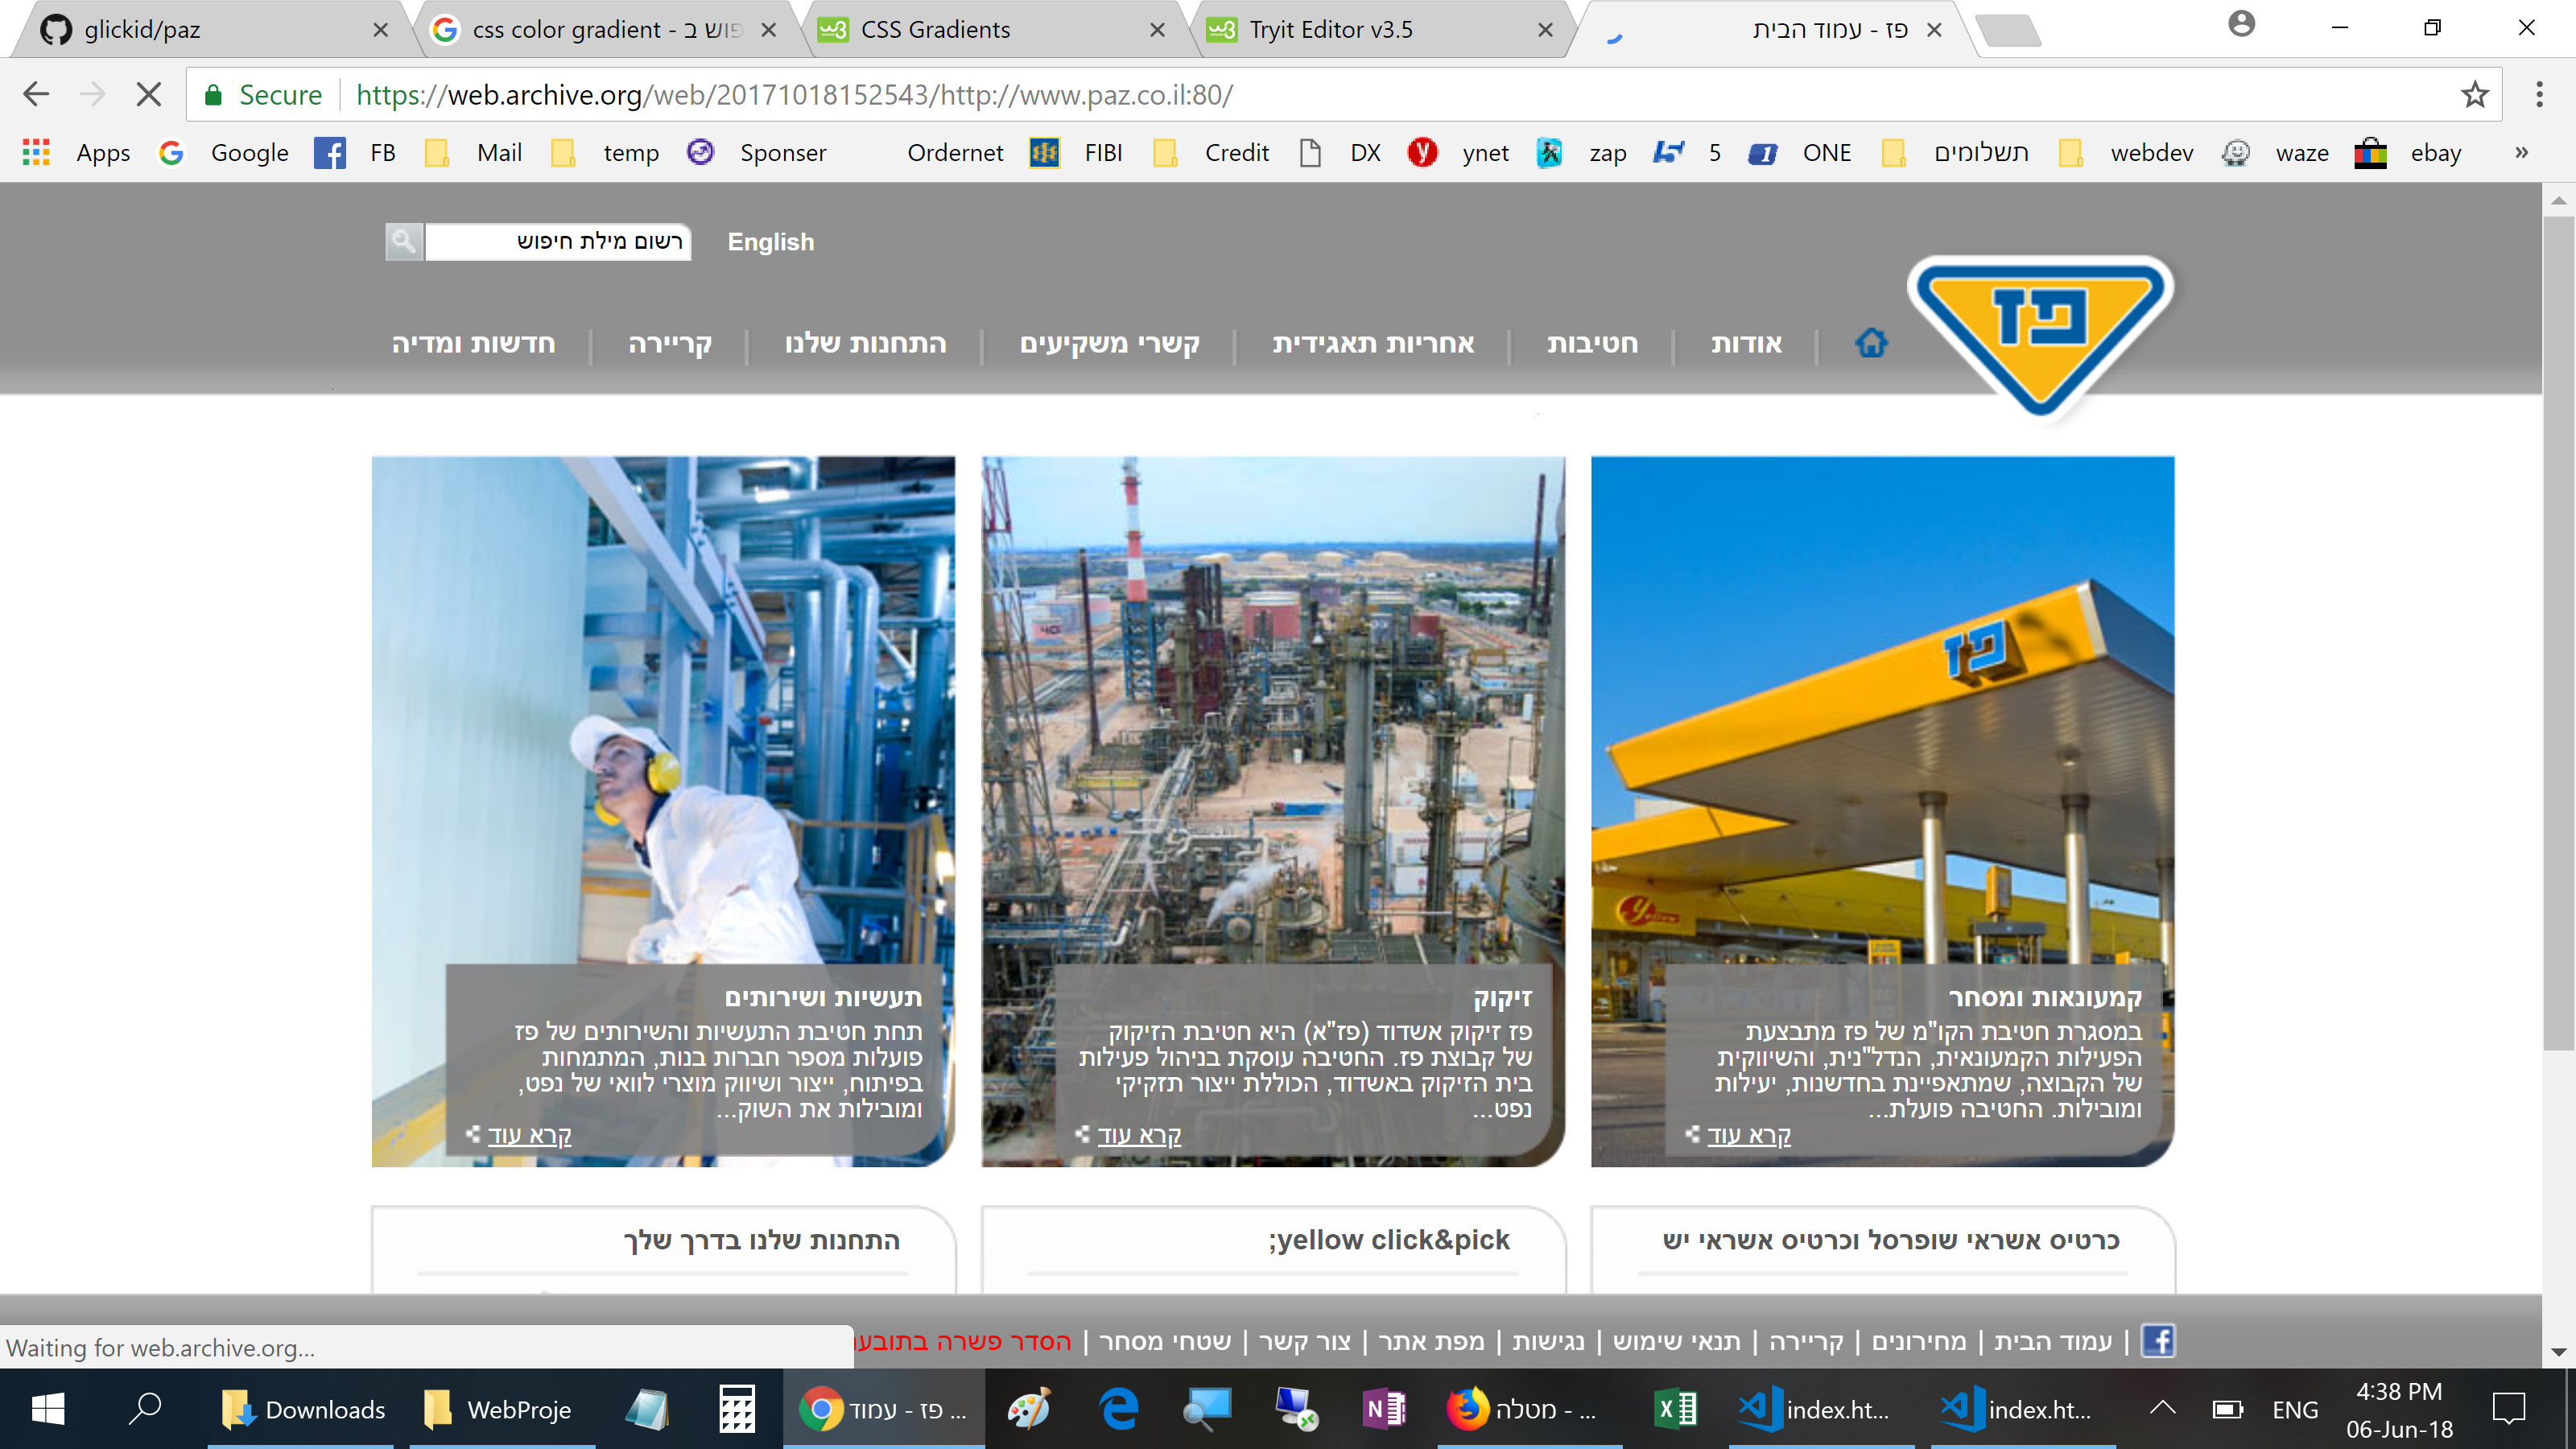 glickid/paz
css color gradient - פוש ב
CSS Gradients
Tryit Editor v3.5
פז - עמוד הבית
Secure
https://web.archive.org/web/20171018152543/http://www.paz.co.il:80/
Apps
Google
FB
Mail
temp
Sponser
Ordernet
FIBI
Credit
DX
ynet
zap
5
ONE
תשלומים
webdev
waze
ebay
»
רשום מילת חיפוש
English
פז
אודות
חטיבות
אחריות תאגידית
קשרי משקיעים
התחנות שלנו
קריירה
חדשות ומדיה
פז
Yellow
קמעונאות ומסחר
במסגרת חטיבת הקו"מ של פז מתבצעת
הפעילות הקמעונאית, הנדל"נית, והשיווקית
של הקבוצה, שמתאפיינת בחדשנות, יעילות
ומובילות. החטיבה פועלת...
קרא עוד
זיקוק
פז זיקוק אשדוד (פז"א) היא חטיבת הזיקוק
של קבוצת פז. החטיבה עוסקת בניהול פעילות
בית הזיקוק באשדוד, הכוללת ייצור תזקיקי
נפט...
קרא עוד
תעשיות ושירותים
תחת חטיבת התעשיות והשירותים של פז
פועלות מספר חברות בנות, המתמחות
בפיתוח, ייצור ושיווק מוצרי לוואי של נפט,
ומובילות את השוק...
קרא עוד
כרטיס אשראי שופרסל וכרטיס אשראי יש
yellow click&pick;
התחנות שלנו בדרך שלך
| עמוד הבית | מחירונים | קריירה | תנאי שימוש | נגישות | מפת אתר | צור קשר | שטחי מסחר | הסדר פשרה בתובענ
Waiting for web.archive.org...
Downloads
WebProje
פז - עמוד ...
מטלה - ...
index.ht...
index.ht...
ENG
4:38 PM
06-Jun-18